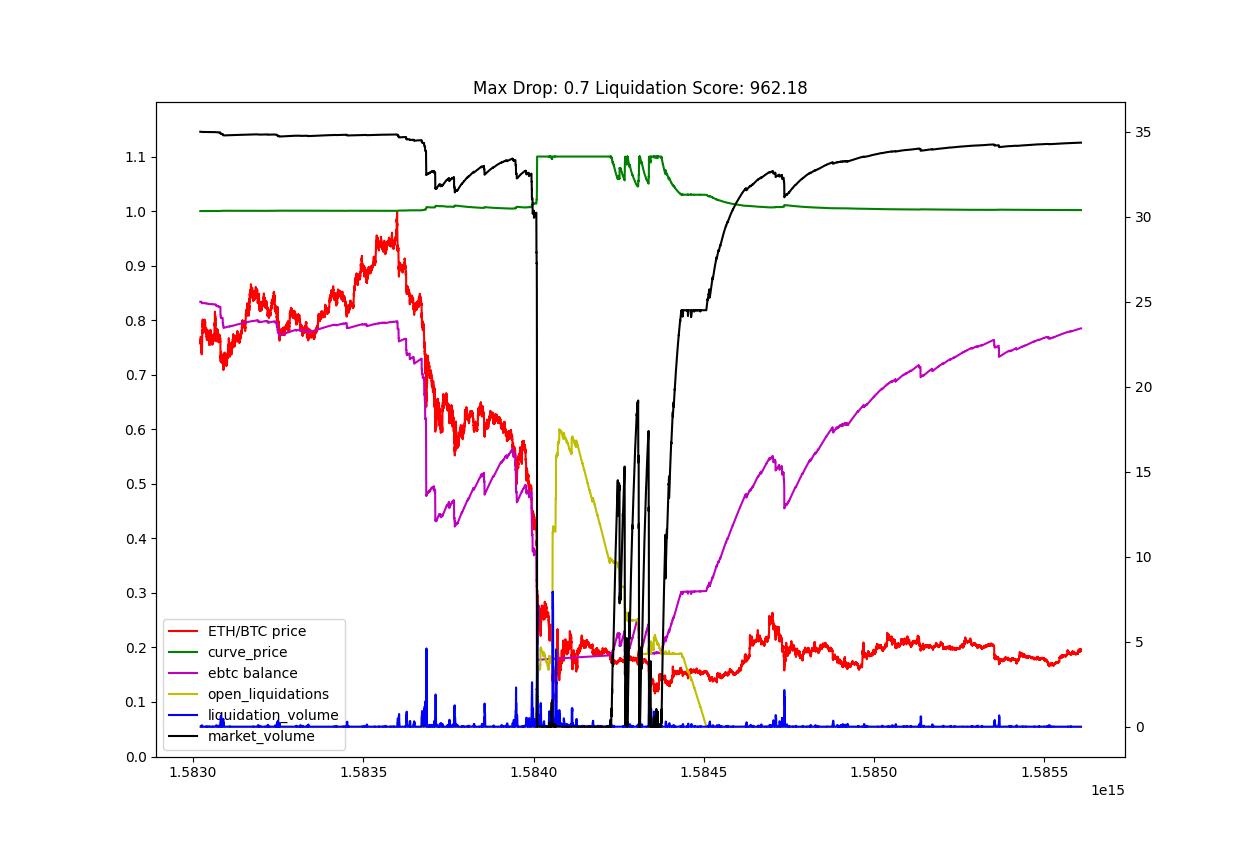 Max Drop: 0.7 Liquidation Score: 962.18
1.1
1.0
0.9
0.8
0.7
0.6
0.5
0.4
0.3
0.2
0.1
0.0
35
30
25
20
15
10
5
0
ETH/BTC price
curve_price
ebtc balance
open_liquidations
liquidation_volume
market_volume
1.5830 1.5835 1.5840 1.5845 1.5850 1.5855
1e15